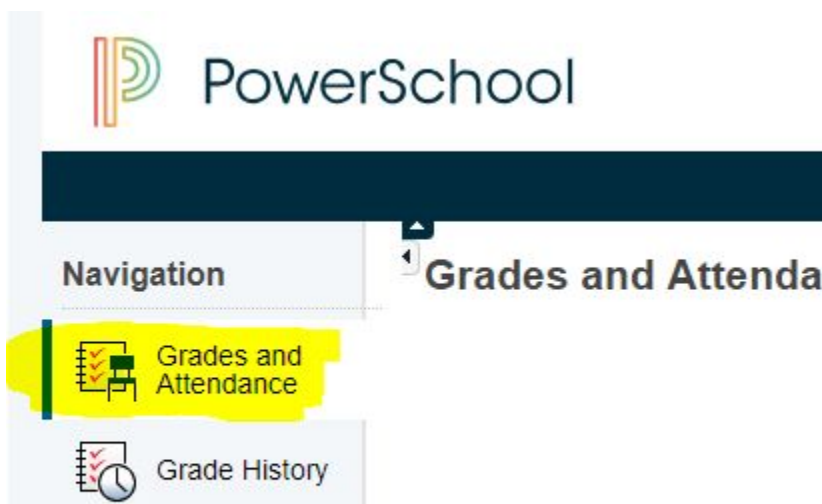 PowerSchool
Navigation
Grades and Attenda
Grades and
Attendance
Grade History